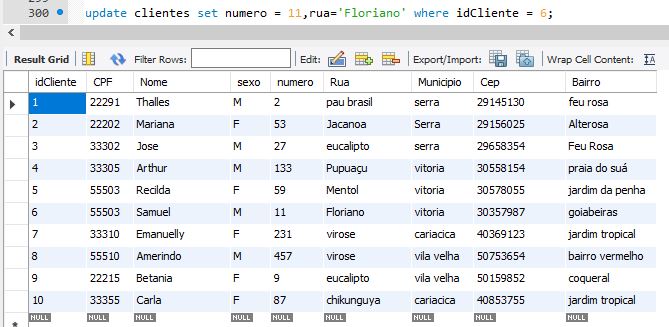 300 update clientes set numero = 11,rua='Floriano' where idCliente = 6;
Result Grid Filter Rows: Edit: Export/Import: Wrap Cell Content:
idCliente CPF Nome sexo numero Rua Municipio Cep Bairro
1 22291 Thalles M 2 pau brasil serra 29145130 feu rosa
2 22202 Mariana F 53 Jacanoa Serra 29156025 Alterosa
3 33302 Jose M 27 eucalipto serra 29658354 Feu Rosa
4 33305 Arthur M 133 Pupuaçu vitoria 30558154 praia do suá
5 55503 Recilda F 59 Mentol vitoria 30578055 jardim da penha
6 55503 Samuel M 11 Floriano vitoria 30357987 goiabeiras
7 33310 Emanuelly F 231 virose cariacica 40369123 jardim tropical
8 55510 Amerindo M 457 virose vila velha 50753654 bairro vermelho
9 22215 Betania F 9 eucalipto vila velha 50159852 coqueral
10 33355 Carla F 87 chikunguya cariacica 40853755 jardim tropical
NULL NULL NULL NULL NULL NULL NULL NULL NULL